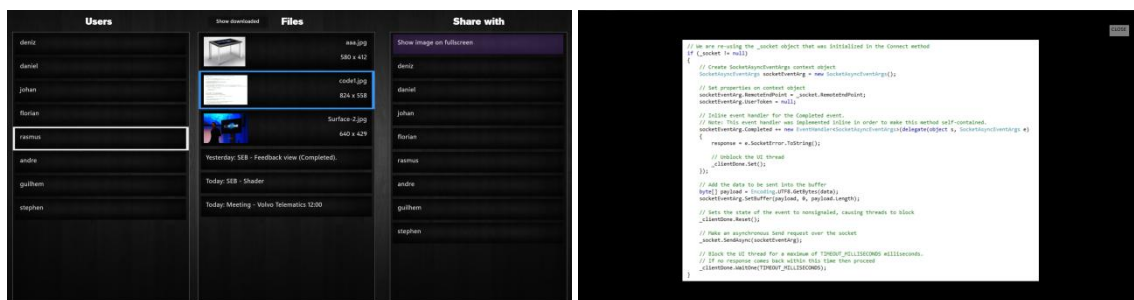 Users
deniz
daniel
johan
florian
rasmus
andre
guilhem
stephen
Show downloaded Files
aaa.jpg
580 x 412
code1.jpg
824 x 558
Surface-2.jpg
640 x 429
Yesterday: SEB - Feedback view (Completed).
Today: SEB - Shader
Today: Meeting - Volvo Telematics 12:00
Share with
Show image on fullscreen
deniz
daniel
johan
florian
rasmus
andre
guilhem
stephen
CLOSE
// We are re-using the _socket object that was initialized in the Connect method
if (_socket != null)
{
// Create SocketAsyncEventArgs context object
SocketAsyncEventArgs socketEventArg = new SocketAsyncEventArgs();
// Set properties on context object
socketEventArg.RemoteEndPoint = _socket.RemoteEndPoint;
socketEventArg.UserToken = null;
// Inline event handler for the Completed event.
// Note: This event handler was implemented inline in order to make this method self-contained.
socketEventArg.Completed += new EventHandler<SocketAsyncEventArgs>(delegate(object s, SocketAsyncEventArgs e)
{
response = e.SocketError.ToString();
// Unblock the UI thread
_clientDone.Set();
});
// Add the data to be sent into the buffer
byte[] payload = Encoding.UTF8.GetBytes(data);
socketEventArg.SetBuffer(payload, 0, payload.Length);
// Sets the state of the event to nonsignaled, causing threads to block
_clientDone.Reset();
// Make an asynchronous Send request over the socket
_socket.SendAsync(socketEventArg);
// Block the UI thread for a maximum of TIMEOUT_MILLISECONDS milliseconds.
// If no response comes back within this time then proceed
_clientDone.WaitOne(TIMEOUT_MILLISECONDS);
}